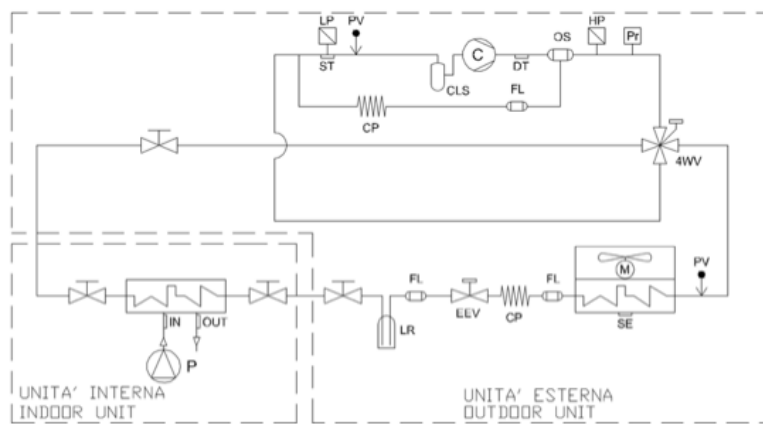 LP PV HP Pr
OS
ST C DT
CLS FL
CP
4WV
PV
FL FL M
EEV CP SE
LR
IN OUT
P
UNITA' INTERNA
INDOOR UNIT
UNITA' ESTERNA
OUTDOOR UNIT